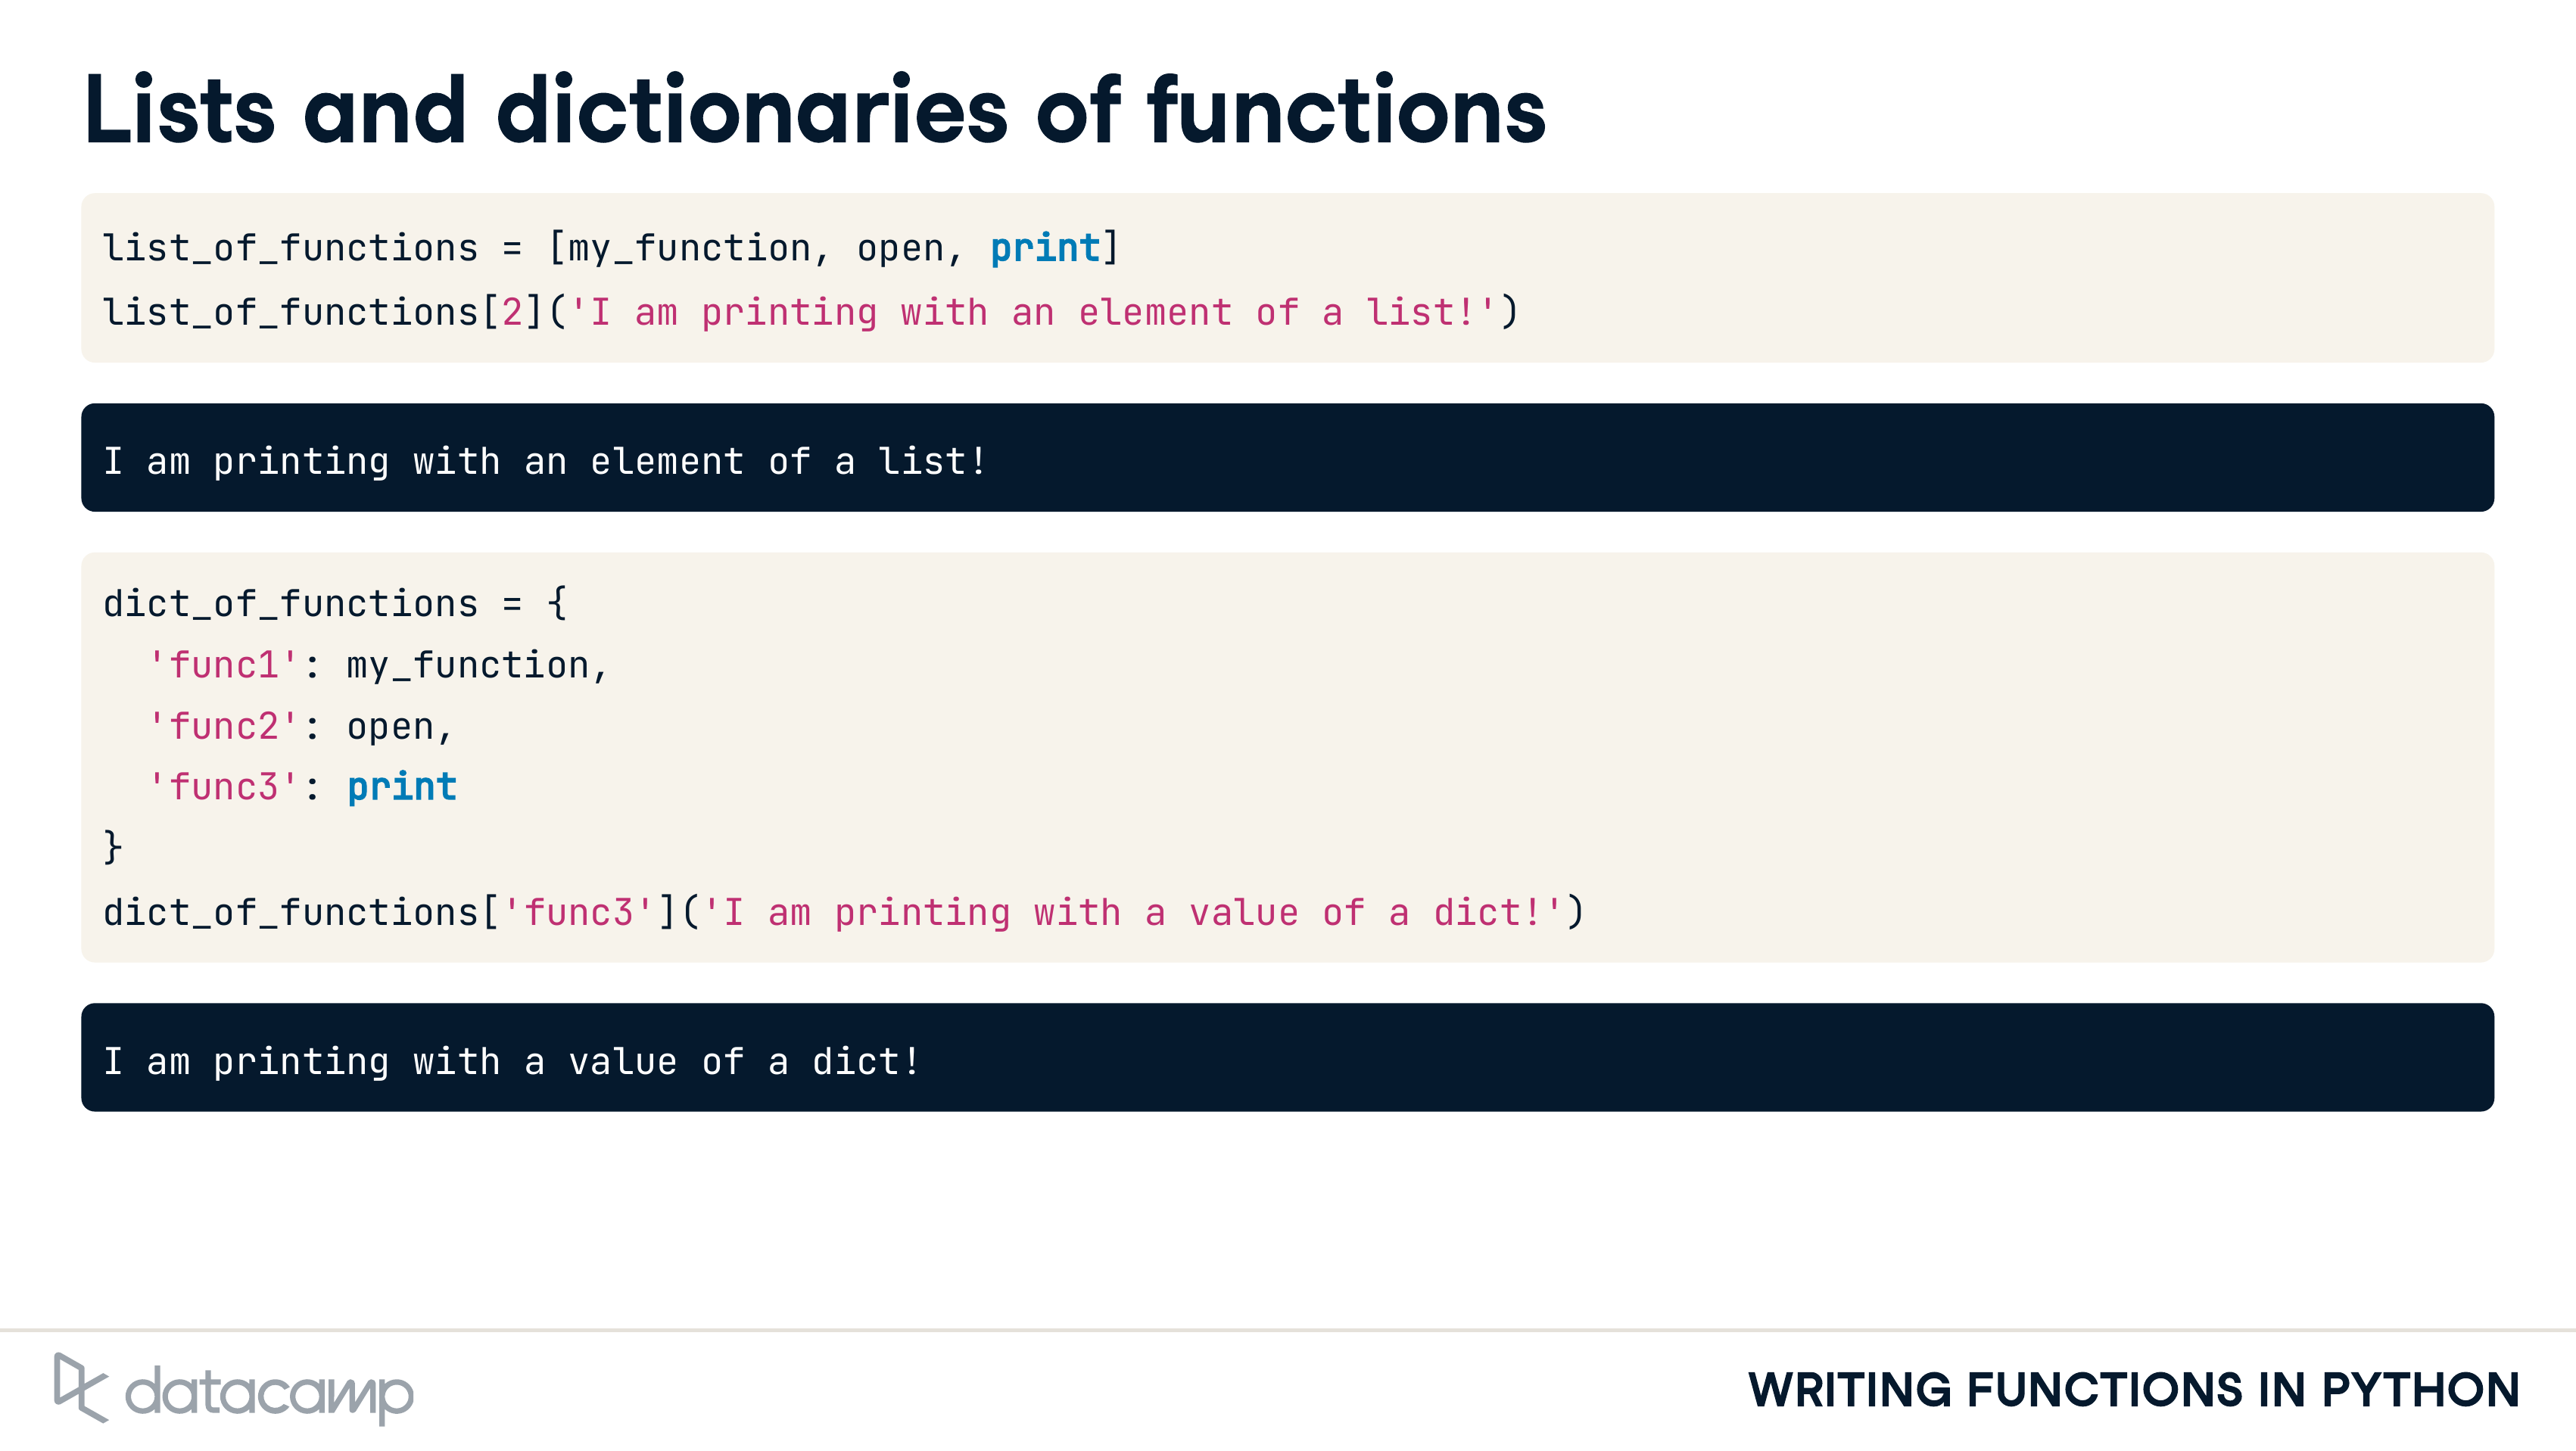 Lists and dictionaries of functions
list_of_functions = [my_function, open, print]
list_of_functions[2]('I am printing with an element of a list!')
I am printing with an element of a list!
dict_of_functions = {
  'func1': my_function,
  'func2': open,
  'func3': print
}
dict_of_functions['func3']('I am printing with a value of a dict!')
I am printing with a value of a dict!
datacamp
WRITING FUNCTIONS IN PYTHON